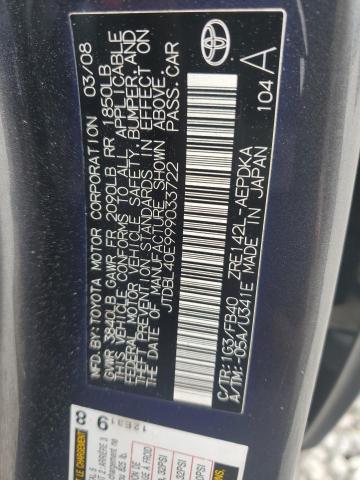 TOYOTA
MFD.BY:TOYOTA MOTOR CORPORATION 03/08
GVWR 3840LB GAWR FR 2090LB RR 1850LB
THIS VEHICLE CONFORMS TO ALL APPLICABLE
FEDERAL MOTOR VEHICLE SAFETY, BUMPER, AND
THEFT PREVENTION STANDARDS IN EFFECT ON
THE DATE OF MANUFACTURE SHOWN ABOVE.
JTDBL40E999033722 PASS.CAR
C/TR:1G3/FB40 ZRE142L-AEPDKA
A/TM:-06A/U341E MADE IN JAPAN 104 A